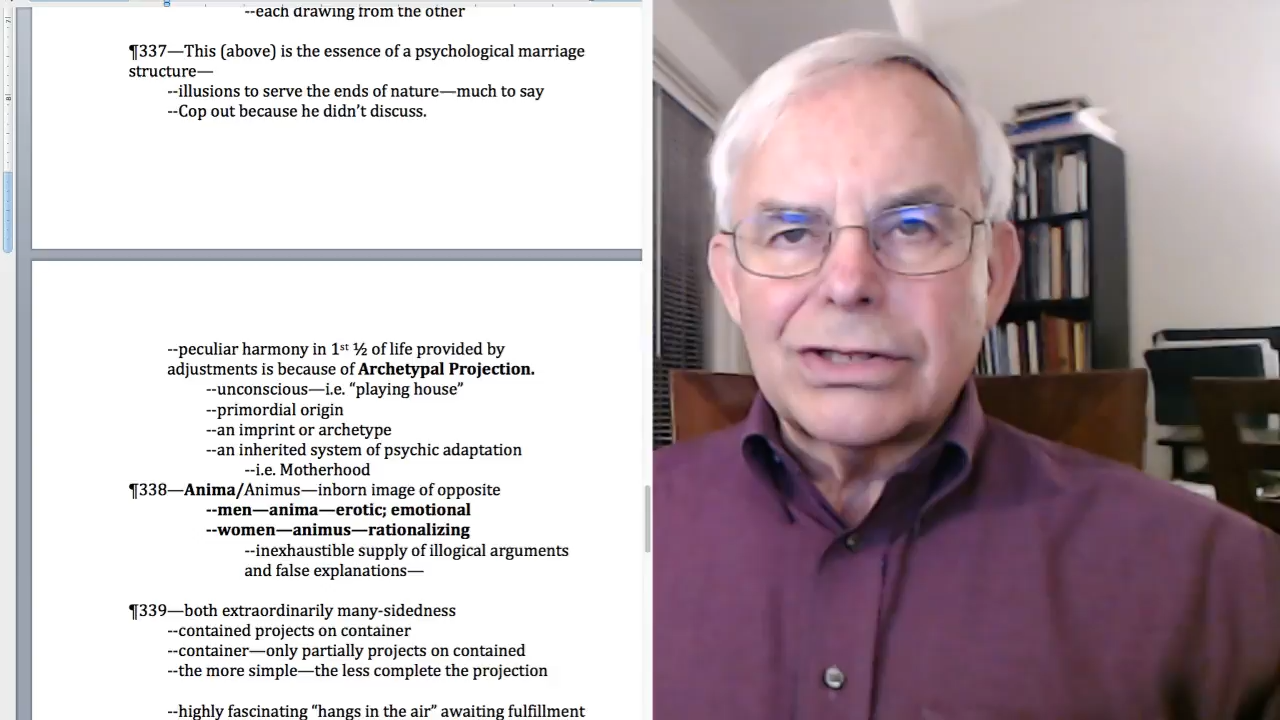 --each drawing from the other
¶337—This (above) is the essence of a psychological marriage
structure—
--illusions to serve the ends of nature—much to say
--Cop out because he didn’t discuss.
--peculiar harmony in 1st ½ of life provided by
adjustments is because of Archetypal Projection.
--unconscious—i.e. “playing house”
--primordial origin
--an imprint or archetype
--an inherited system of psychic adaptation
--i.e. Motherhood
¶338—Anima/Animus—inborn image of opposite
--men—anima—erotic; emotional
--women—animus—rationalizing
--inexhaustible supply of illogical arguments
and false explanations—
¶339—both extraordinarily many-sidedness
--contained projects on container
--container—only partially projects on contained
--the more simple—the less complete the projection
--highly fascinating “hangs in the air” awaiting fulfillment